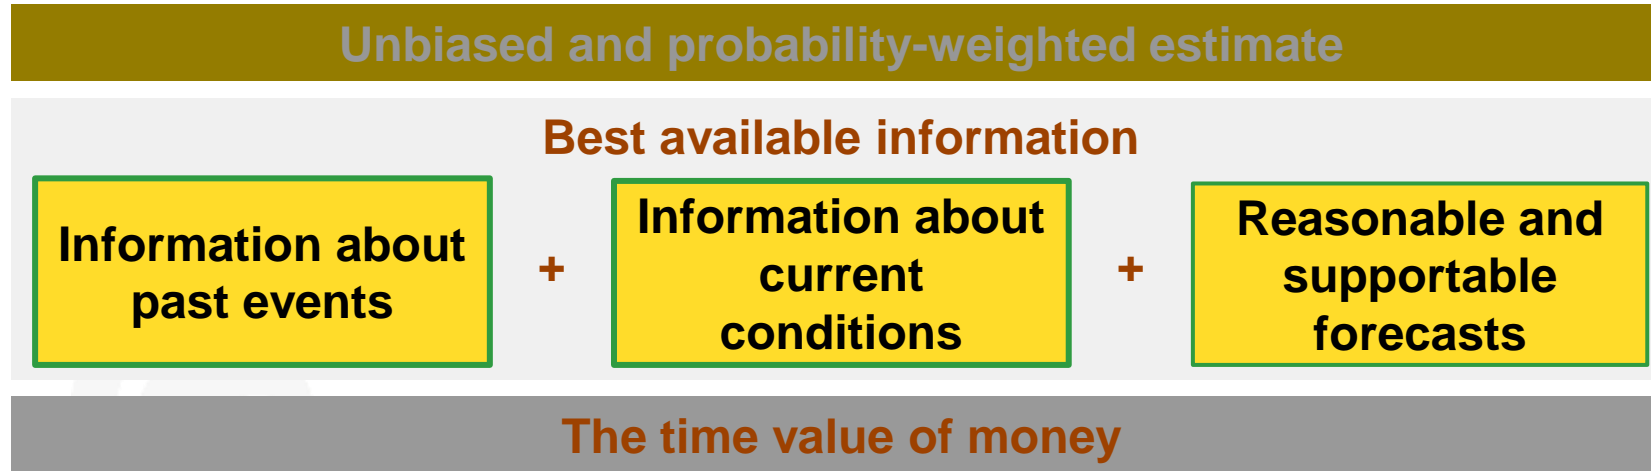 Unbiased and probability-weighted estimate
Best available information
Information about
past events
+
Information about
current
conditions
+
Reasonable and
supportable
forecasts
The time value of money